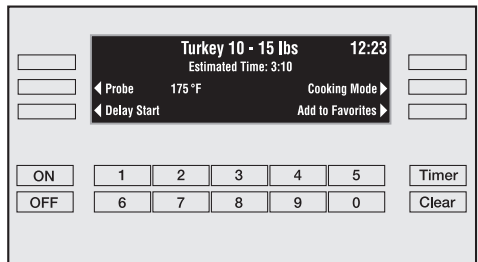 Turkey 10 - 15 lbs 12:23
Estimated Time: 3:10
Probe 175 °F Cooking Mode
Delay Start Add to Favorites
ON 1 2 3 4 5 Timer
OFF 6 7 8 9 0 Clear